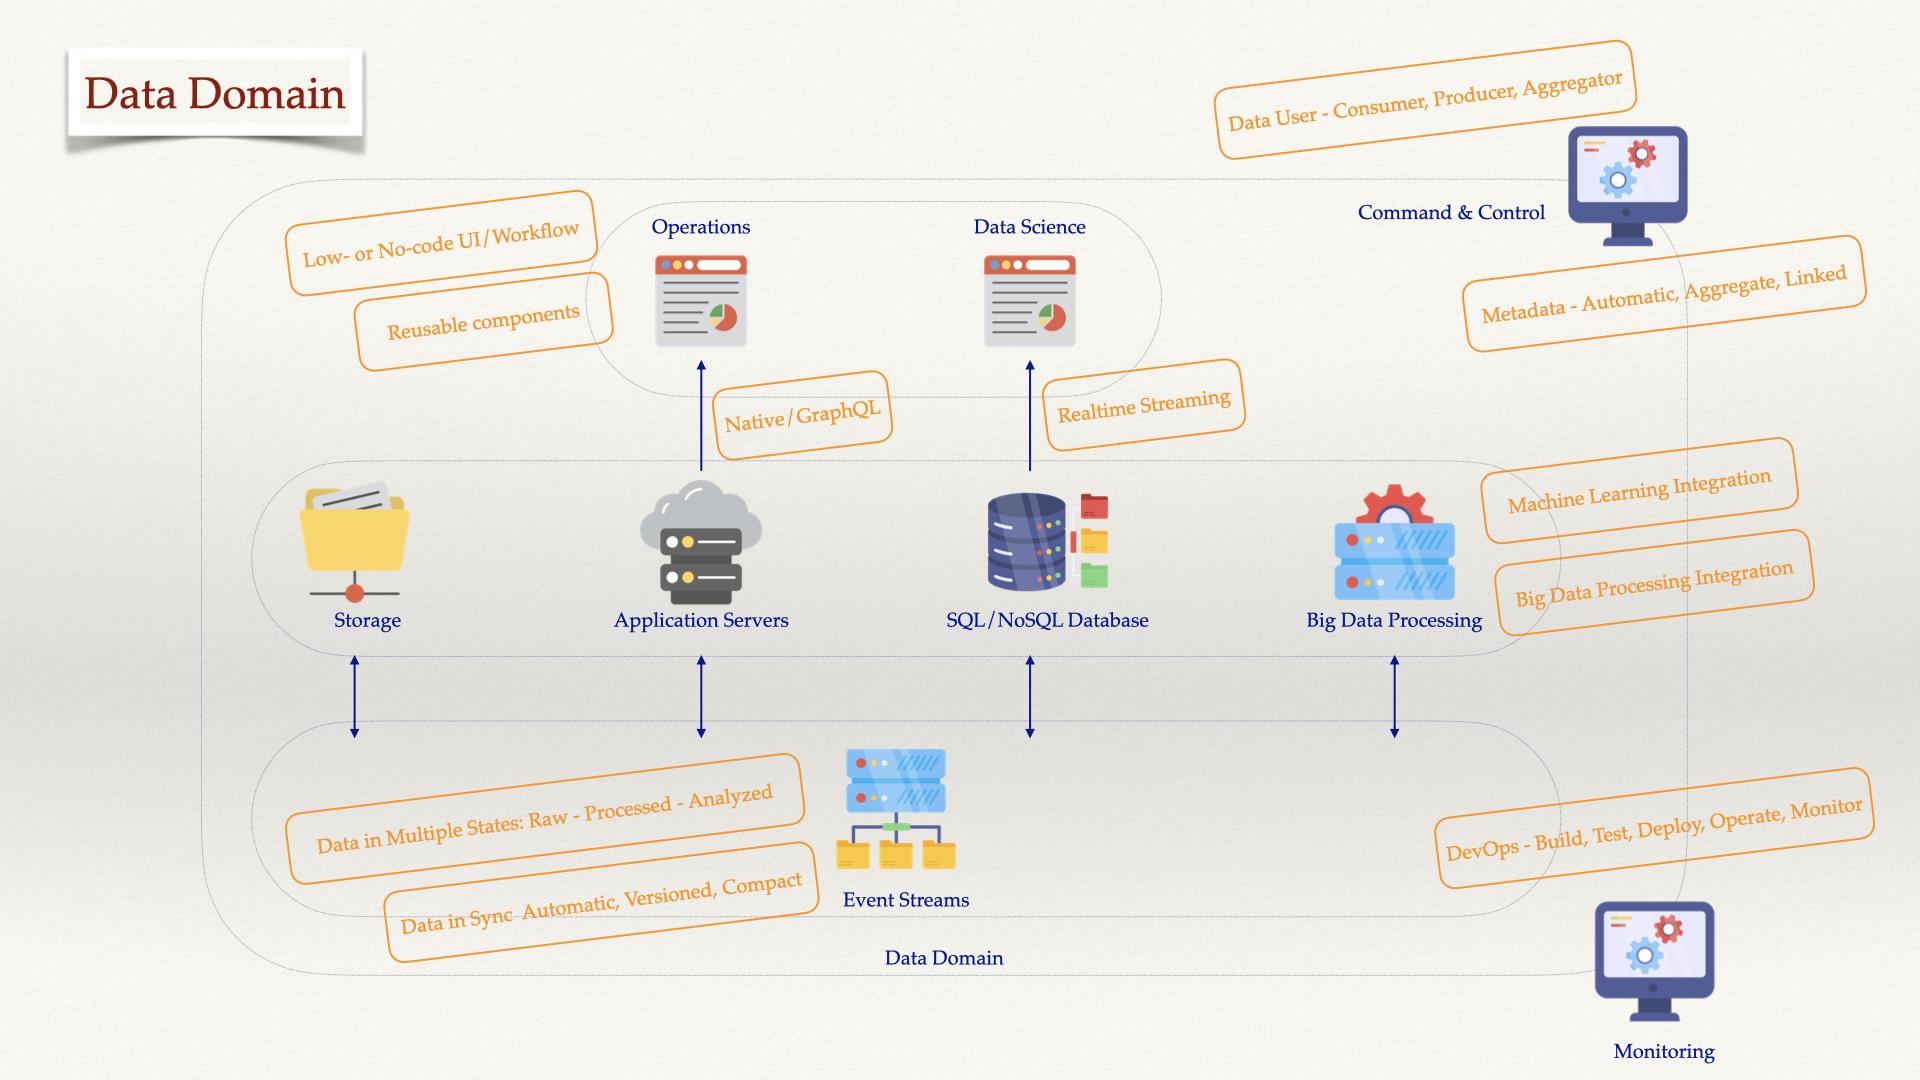 Data Domain
Data User - Consumer, Producer, Aggregator
Command & Control
Low- or No-code UI/Workflow
Operations
Data Science
Metadata - Automatic, Aggregate, Linked
Reusable components
Native/GraphQL
Realtime Streaming
Machine Learning Integration
Big Data Processing Integration
Storage
Application Servers
SQL/NoSQL Database
Big Data Processing
Data in Multiple States: Raw - Processed - Analyzed
DevOps - Build, Test, Deploy, Operate, Monitor
Data in Sync  Automatic, Versioned, Compact
Event Streams
Data Domain
Monitoring